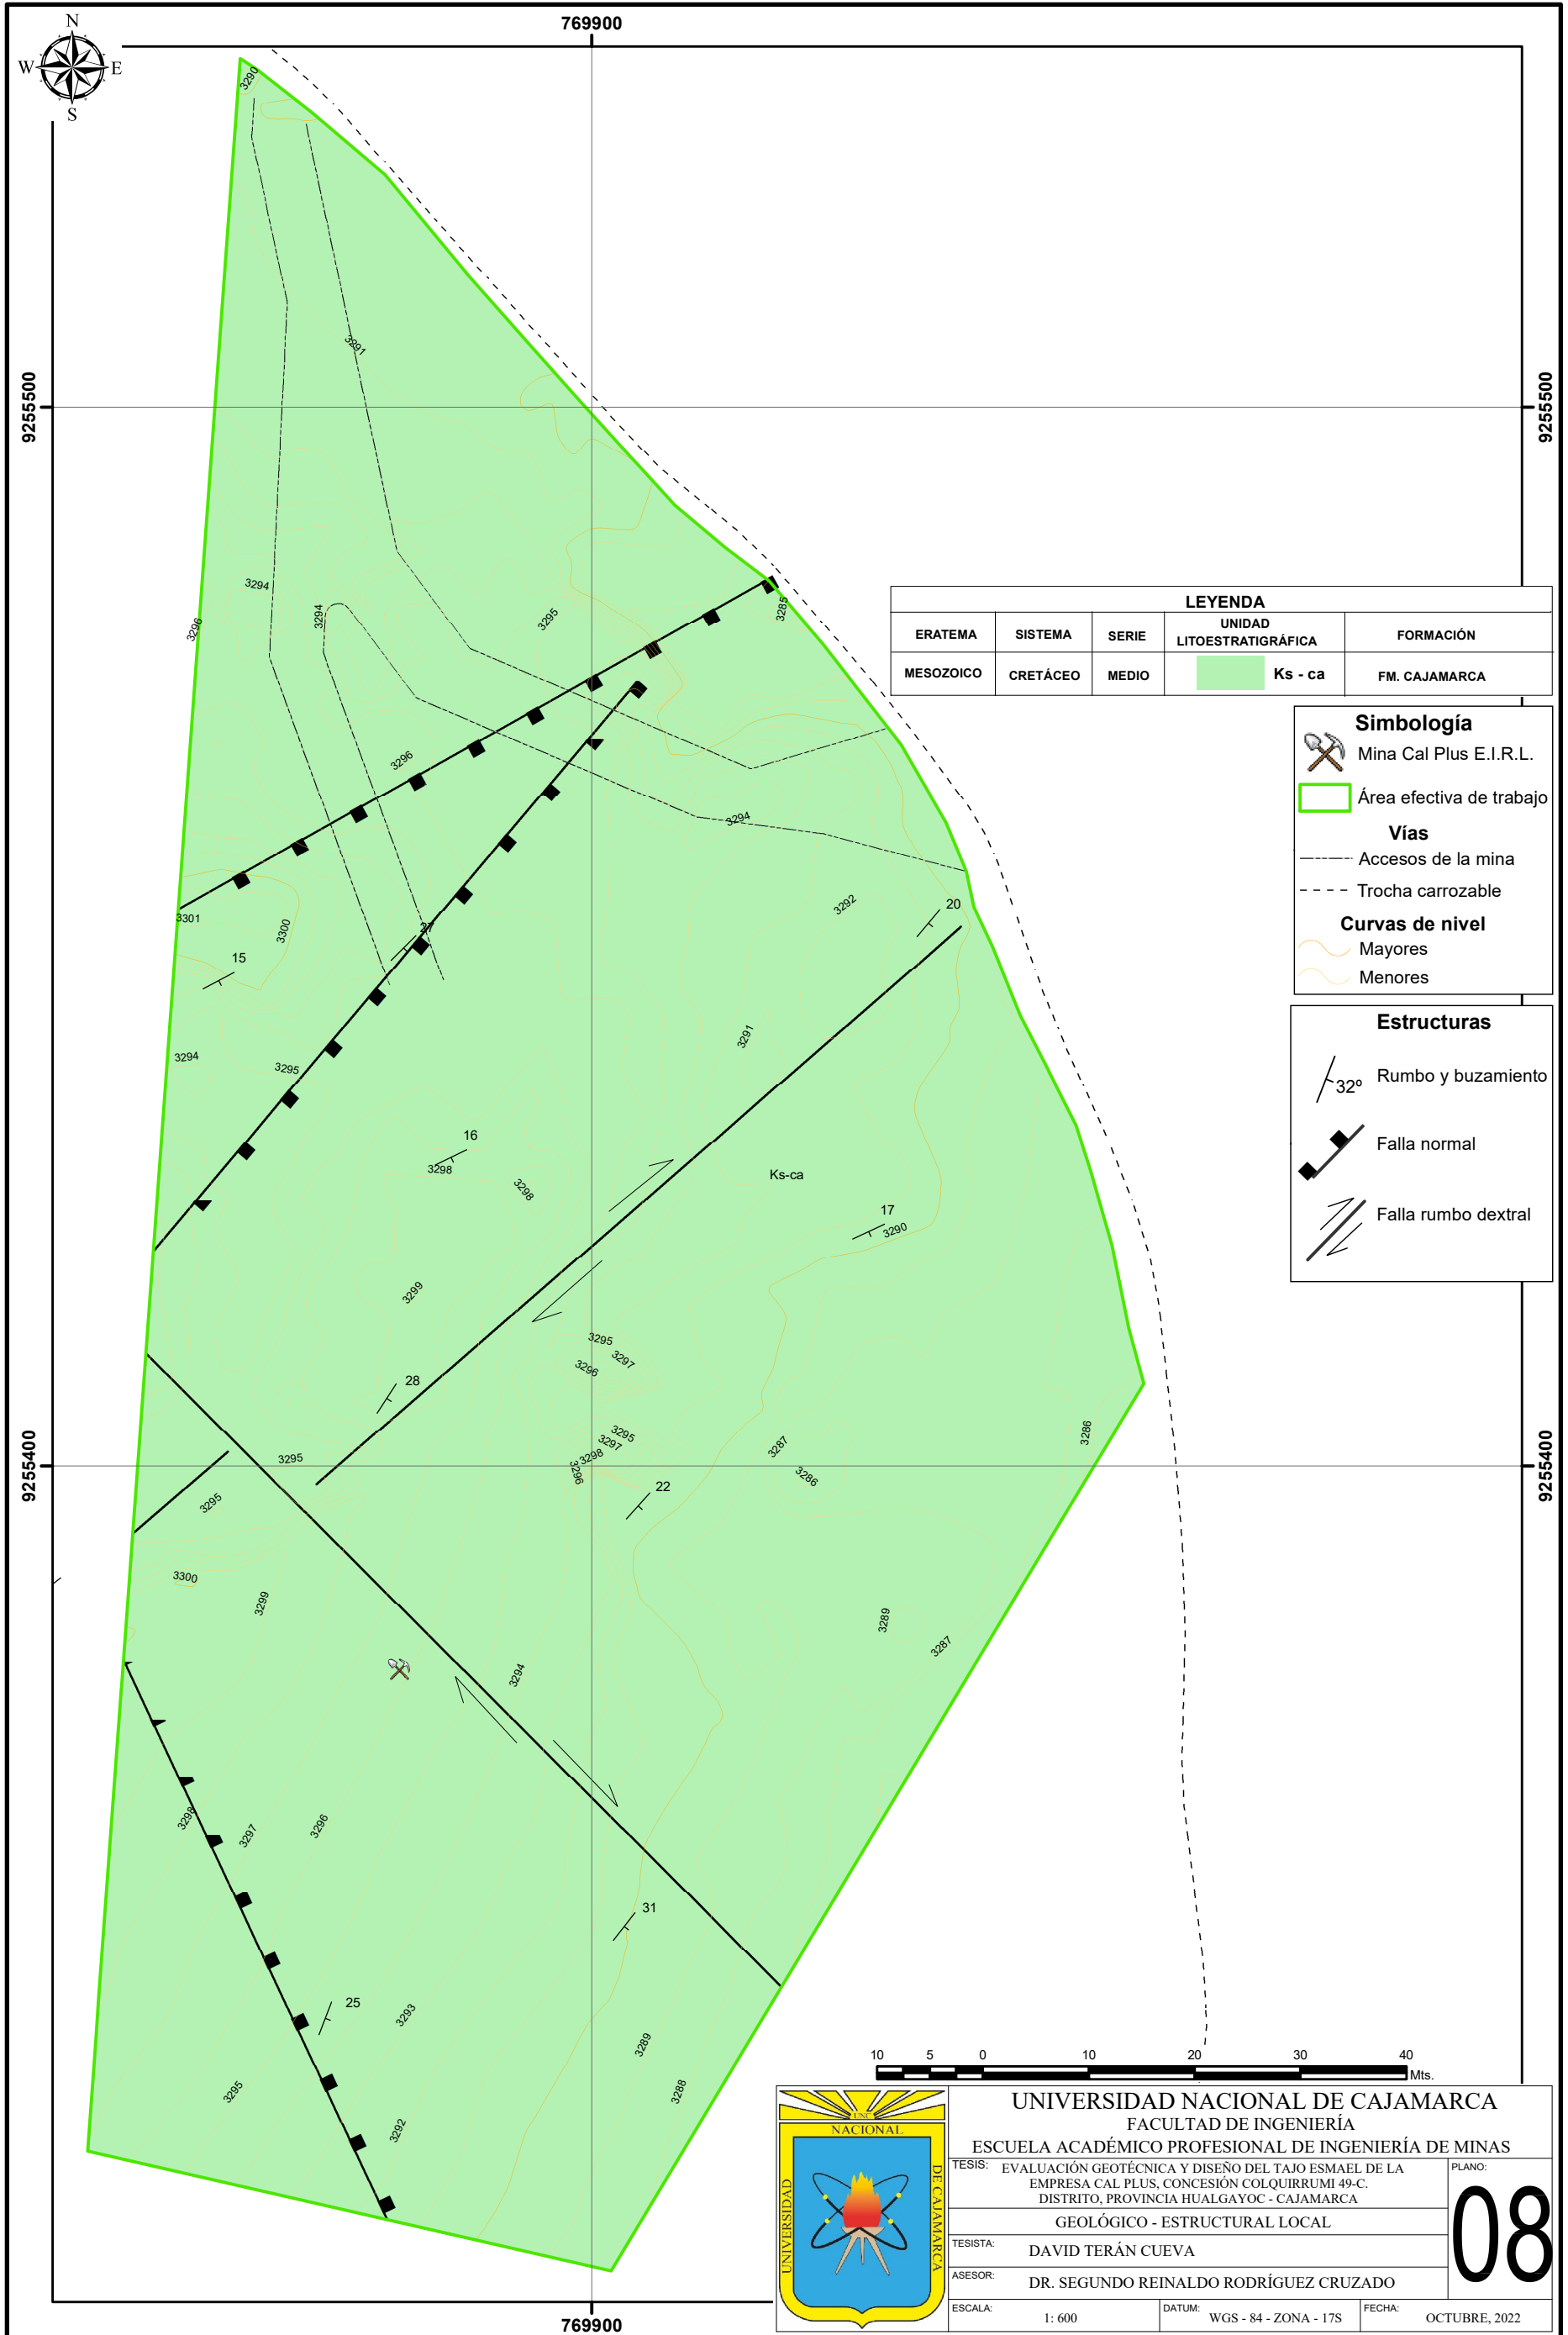 N
W
E
S
769900
3290
3291
9255500
9255500
3294
3294
3296
3295
3285
LEYENDA
ERATEMA
SISTEMA
SERIE
UNIDAD
LITOESTRATIGRÁFICA
FORMACIÓN
MESOZOICO
CRETÁCEO
MEDIO
Ks - ca
FM. CAJAMARCA
Simbología
Mina Cal Plus E.I.R.L.
Área efectiva de trabajo
Vías
Accesos de la mina
Trocha carrozable
Curvas de nivel
Mayores
Menores
Estructuras
32º
Rumbo y buzamiento
Falla normal
Falla rumbo dextral
3296
3294
3292
20
3301
3300
27
15
3294
3295
3291
16
3298
3298
Ks-ca
17
3290
3299
3295
3297
3296
28
3295
3297
3298
3296
3287
3286
3286
9255400
9255400
3295
3295
22
3300
3299
3289
3287
3294
3298
3297
3296
31
25
3293
3289
3288
3295
3292
10
5
0
10
20
30
40
Mts.
UNC
NACIONAL
UNIVERSIDAD
DE CAJAMARCA
UNIVERSIDAD NACIONAL DE CAJAMARCA
FACULTAD DE INGENIERÍA
ESCUELA ACADÉMICO PROFESIONAL DE INGENIERÍA DE MINAS
TESIS: EVALUACIÓN GEOTÉCNICA Y DISEÑO DEL TAJO ESMAEL DE LA
EMPRESA CAL PLUS, CONCESIÓN COLQUIRRUMI 49-C.
DISTRITO, PROVINCIA HUALGAYOC - CAJAMARCA
PLANO:
08
GEOLÓGICO - ESTRUCTURAL LOCAL
TESISTA: DAVID TERÁN CUEVA
ASESOR: DR. SEGUNDO REINALDO RODRÍGUEZ CRUZADO
ESCALA: 1: 600
DATUM: WGS - 84 - ZONA - 17S
FECHA: OCTUBRE, 2022
769900